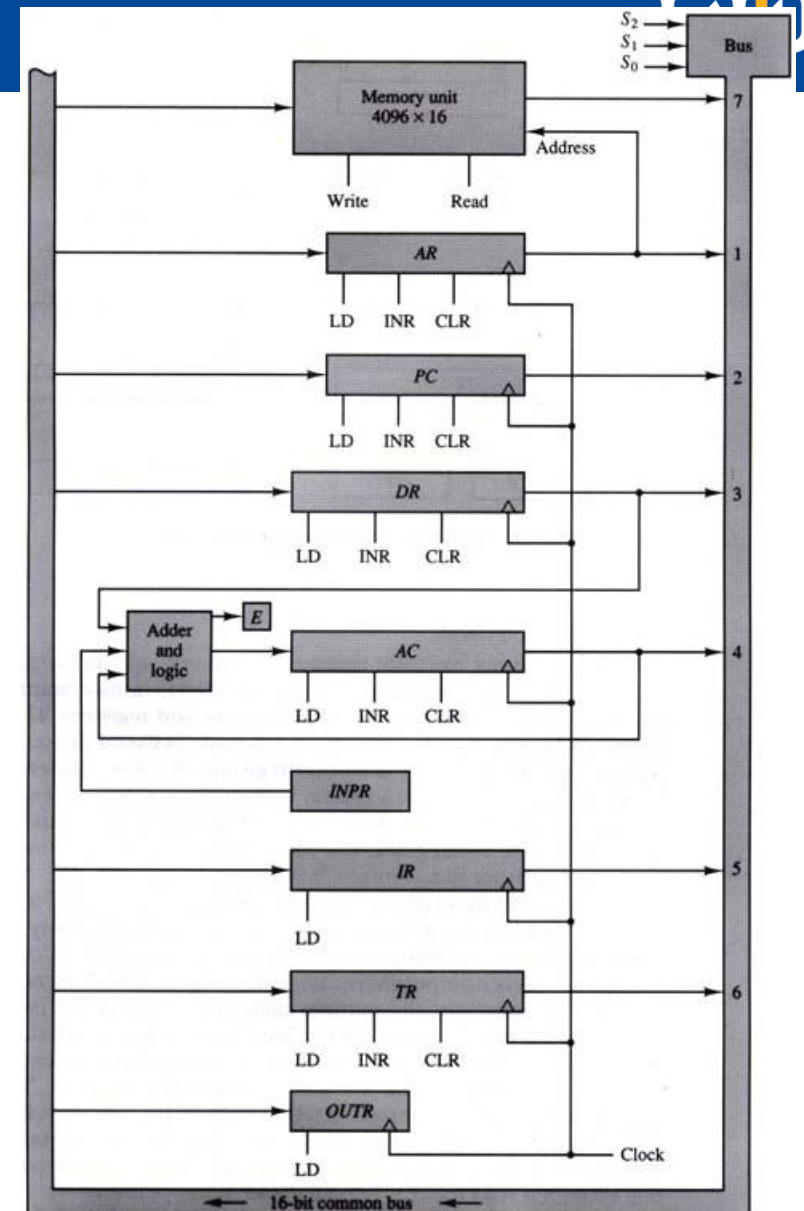 S2
S1
S0
Bus
Memory unit
4096 × 16
7
Address
Write Read
AR
1
LD INR CLR
PC
2
LD INR CLR
DR
3
LD INR CLR
E
Adder
and
logic
AC
4
LD INR CLR
INPR
IR
5
LD
TR
6
LD INR CLR
OUTR
LD
Clock
16-bit common bus